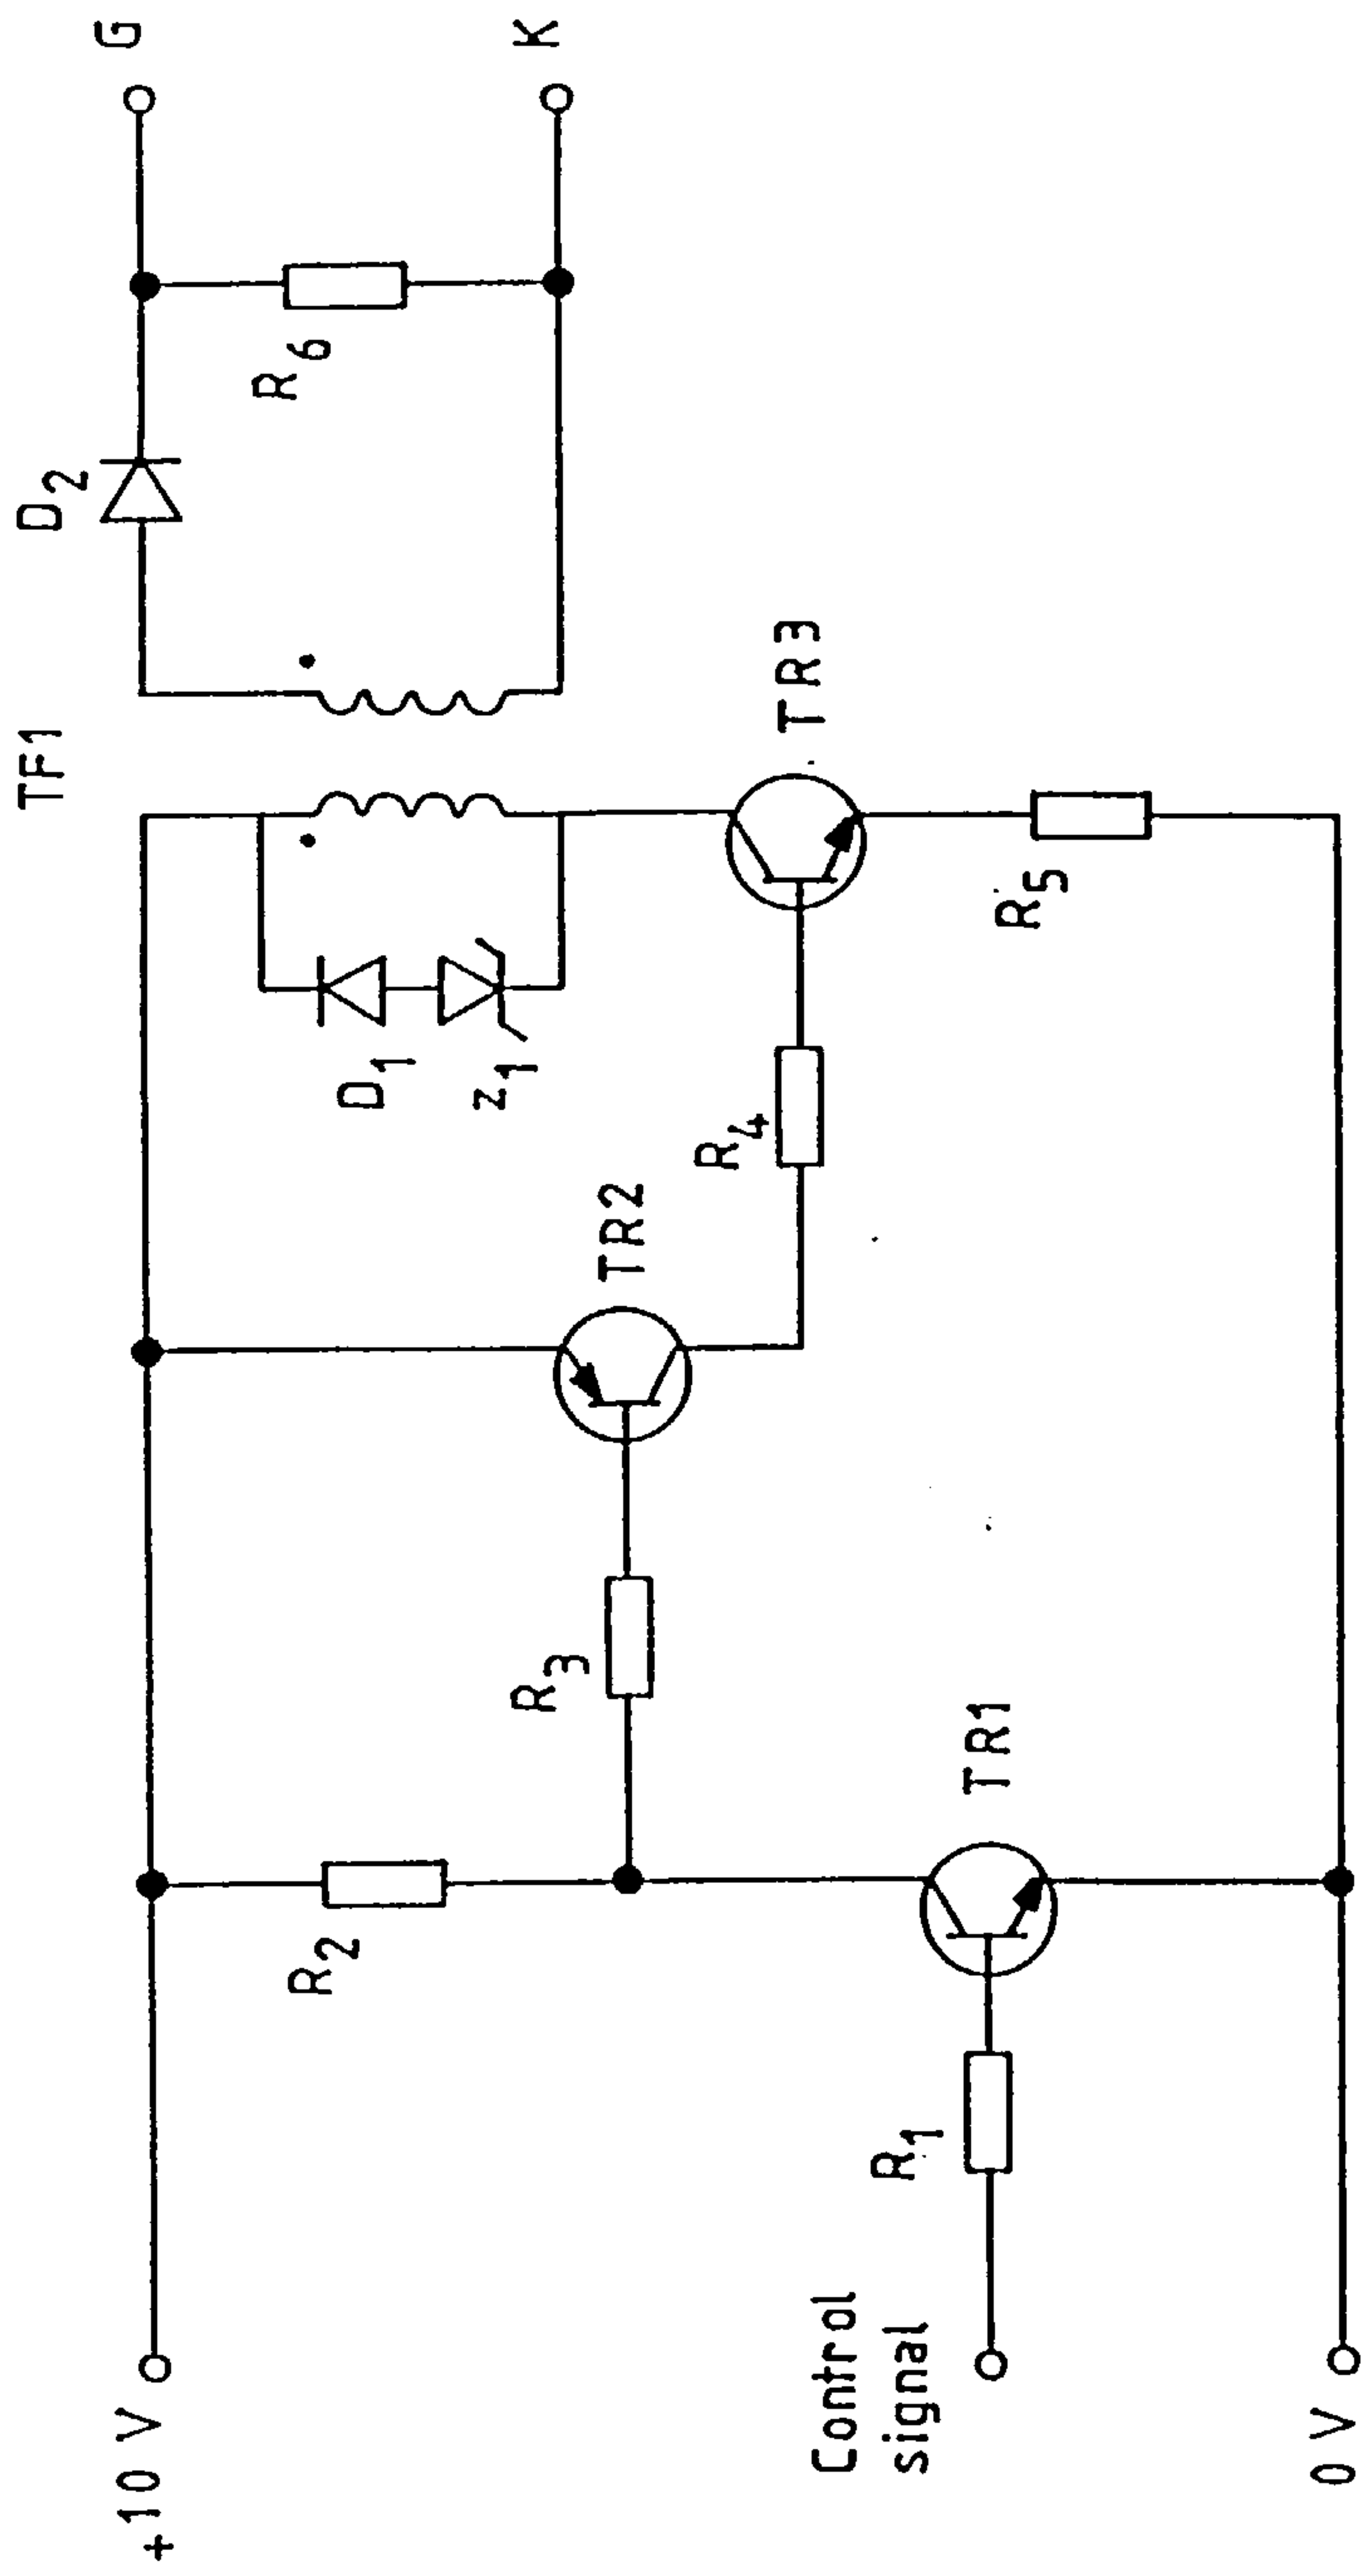 +10 V
Control
signal
0 V
R1
R2
TR1
R3
TR2
R4
D1
z1
TF1
TR3
R5
D2
R6
G
K